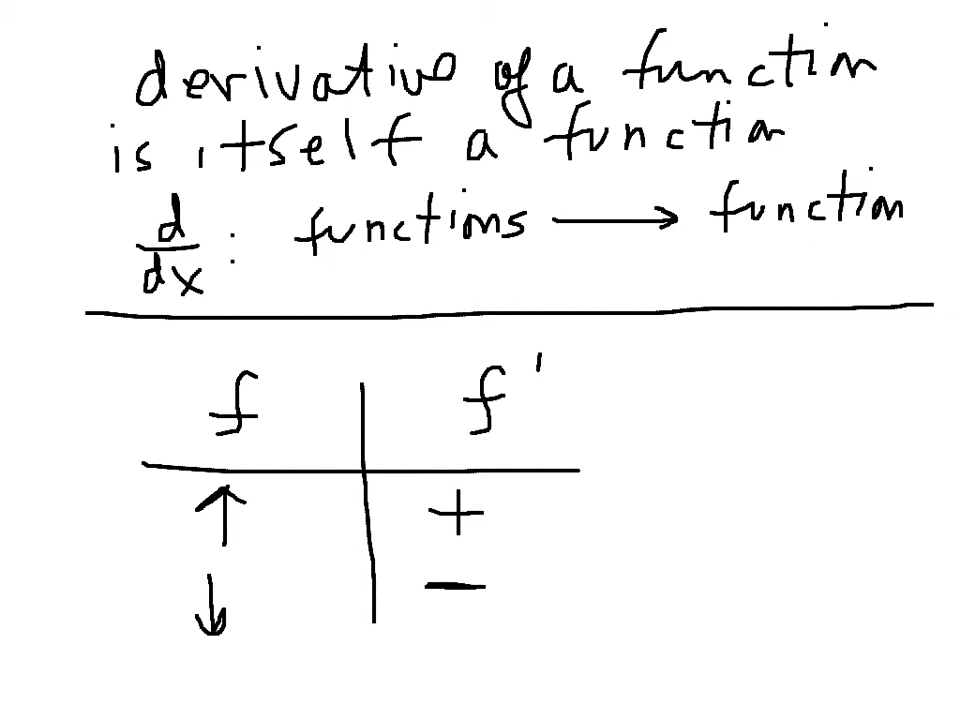 derivative of a function
is itself a function
d/dx : functions → function
f | f'
↑ | +
↓ | −